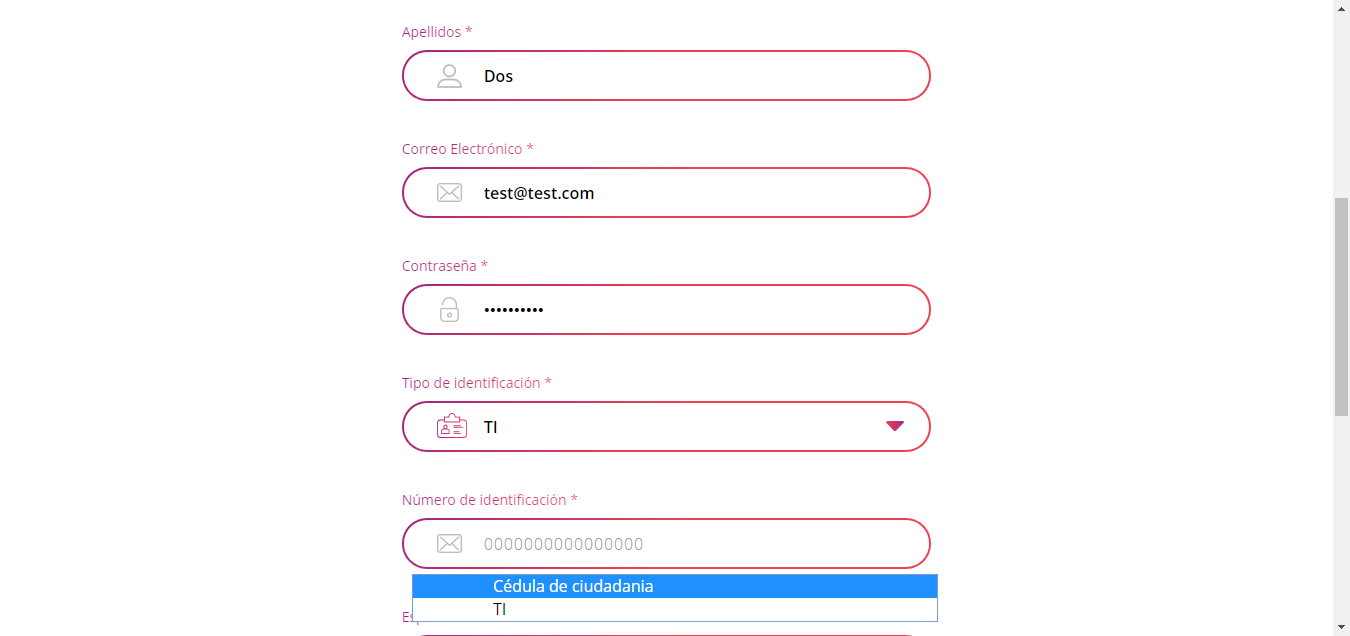 Apellidos *
Dos
Correo Electrónico *
test@test.com
Contraseña *
••••••••••
Tipo de identificación *
TI
Número de identificación *
0000000000000000
Cédula de ciudadania
TI